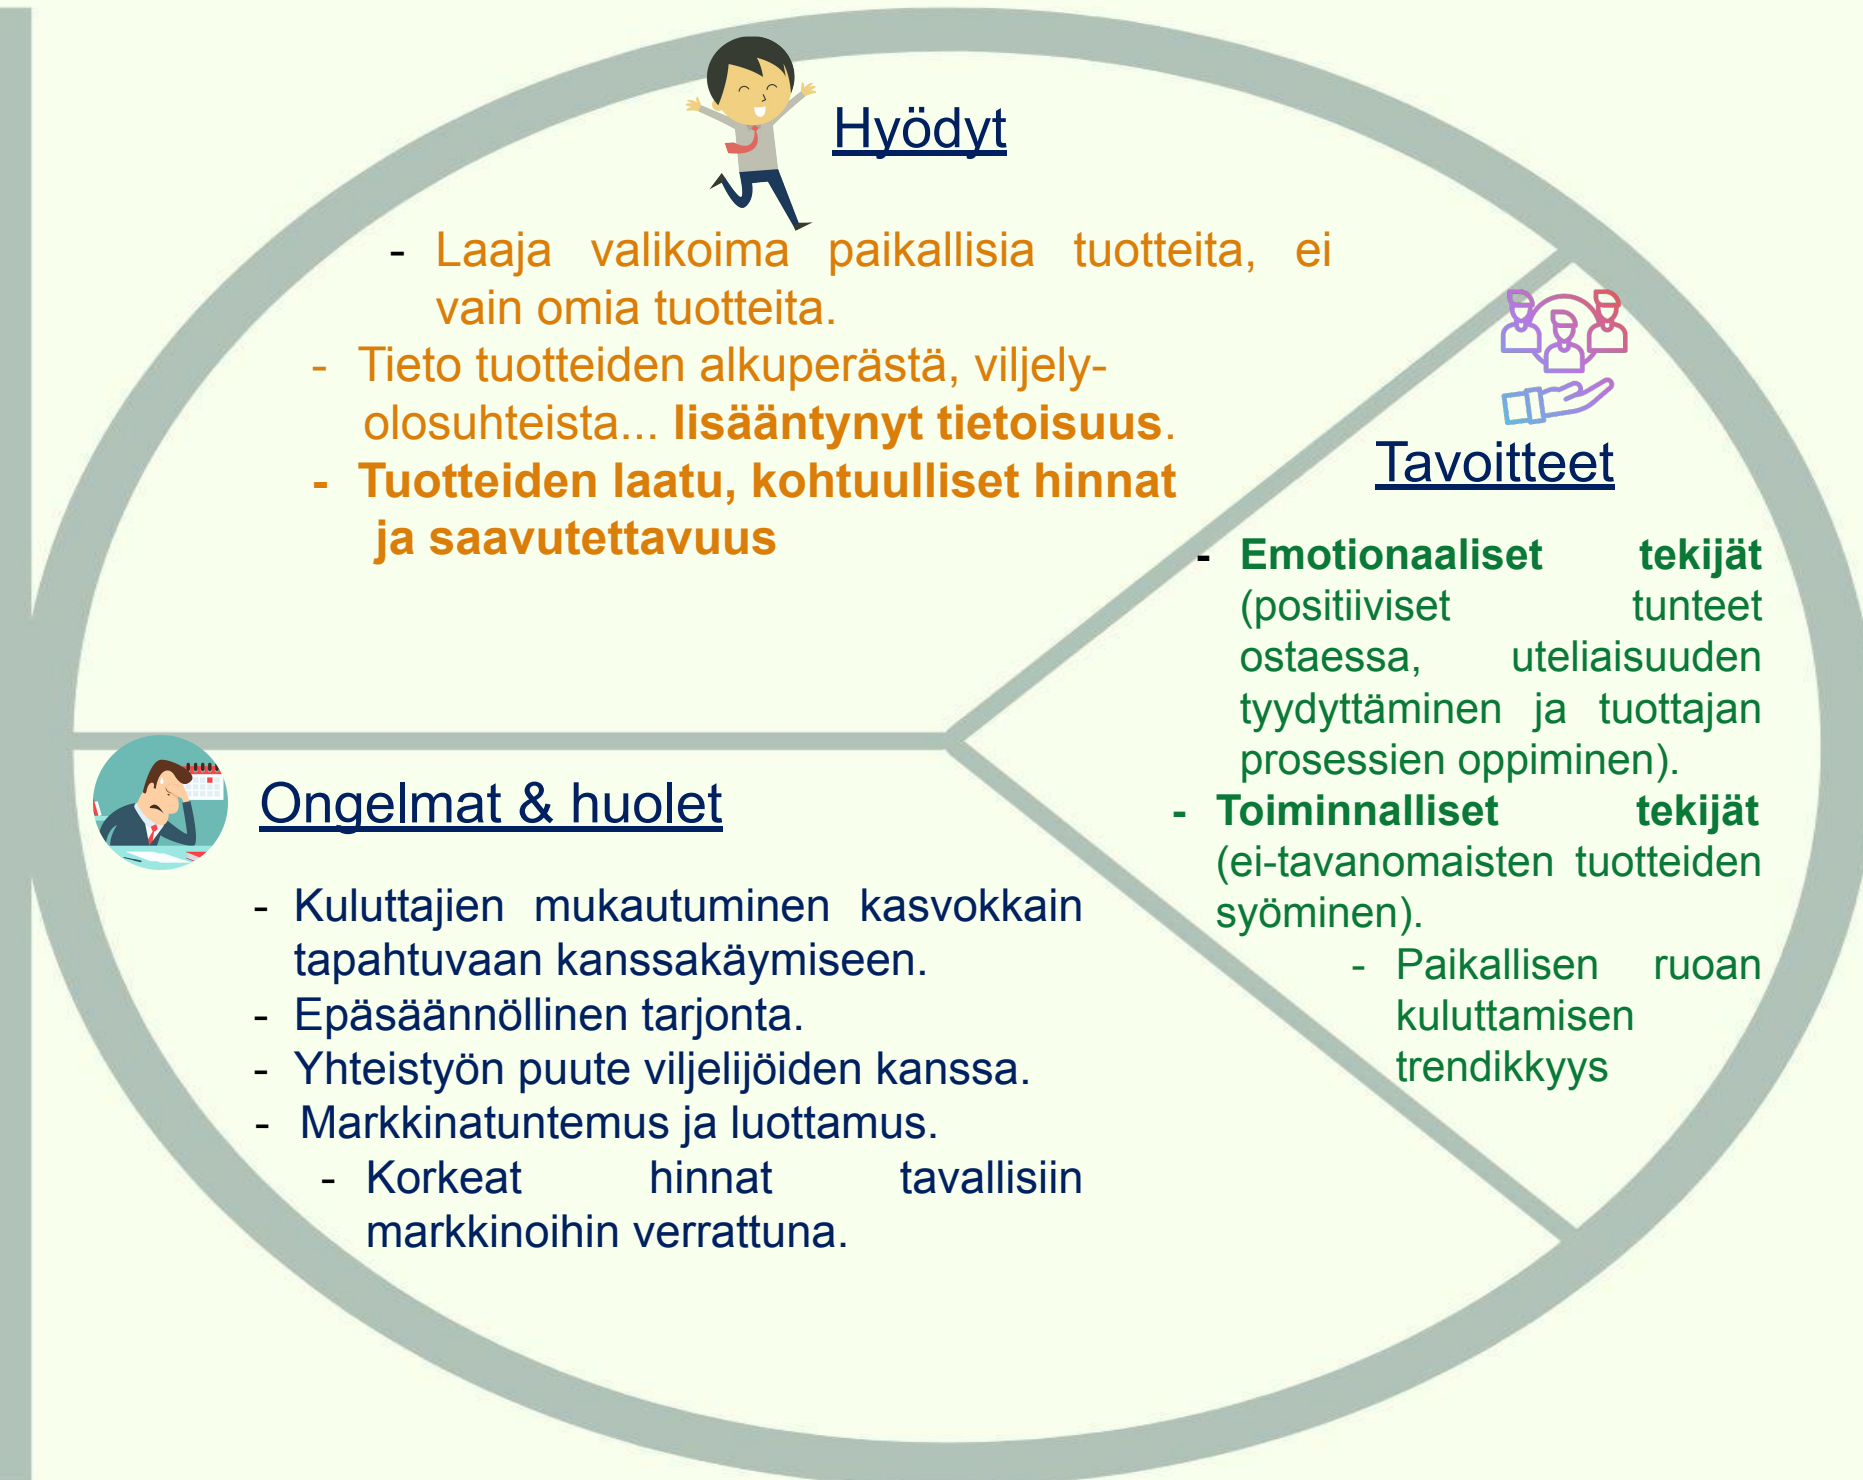 Hyödyt
- Laaja valikoima paikallisia tuotteita, ei
vain omia tuotteita.
- Tieto tuotteiden alkuperästä, viljely-
olosuhteista... lisääntynyt tietoisuus.
- Tuotteiden laatu, kohtuulliset hinnat
ja saavutettavuus
Tavoitteet
- Emotionaaliset tekijät
(positiiviset tunteet
ostaessa, uteliaisuuden
tyydyttäminen ja tuottajan
prosessien oppiminen).
- Toiminnalliset tekijät
(ei-tavanomaisten tuotteiden
syöminen).
- Paikallisen ruoan
kuluttamisen
trendikkyys
Ongelmat & huolet
- Kuluttajien mukautuminen kasvokkain
tapahtuvaan kanssakäymiseen.
- Epäsäännöllinen tarjonta.
- Yhteistyön puute viljelijöiden kanssa.
- Markkinatuntemus ja luottamus.
- Korkeat hinnat tavallisiin
markkinoihin verrattuna.